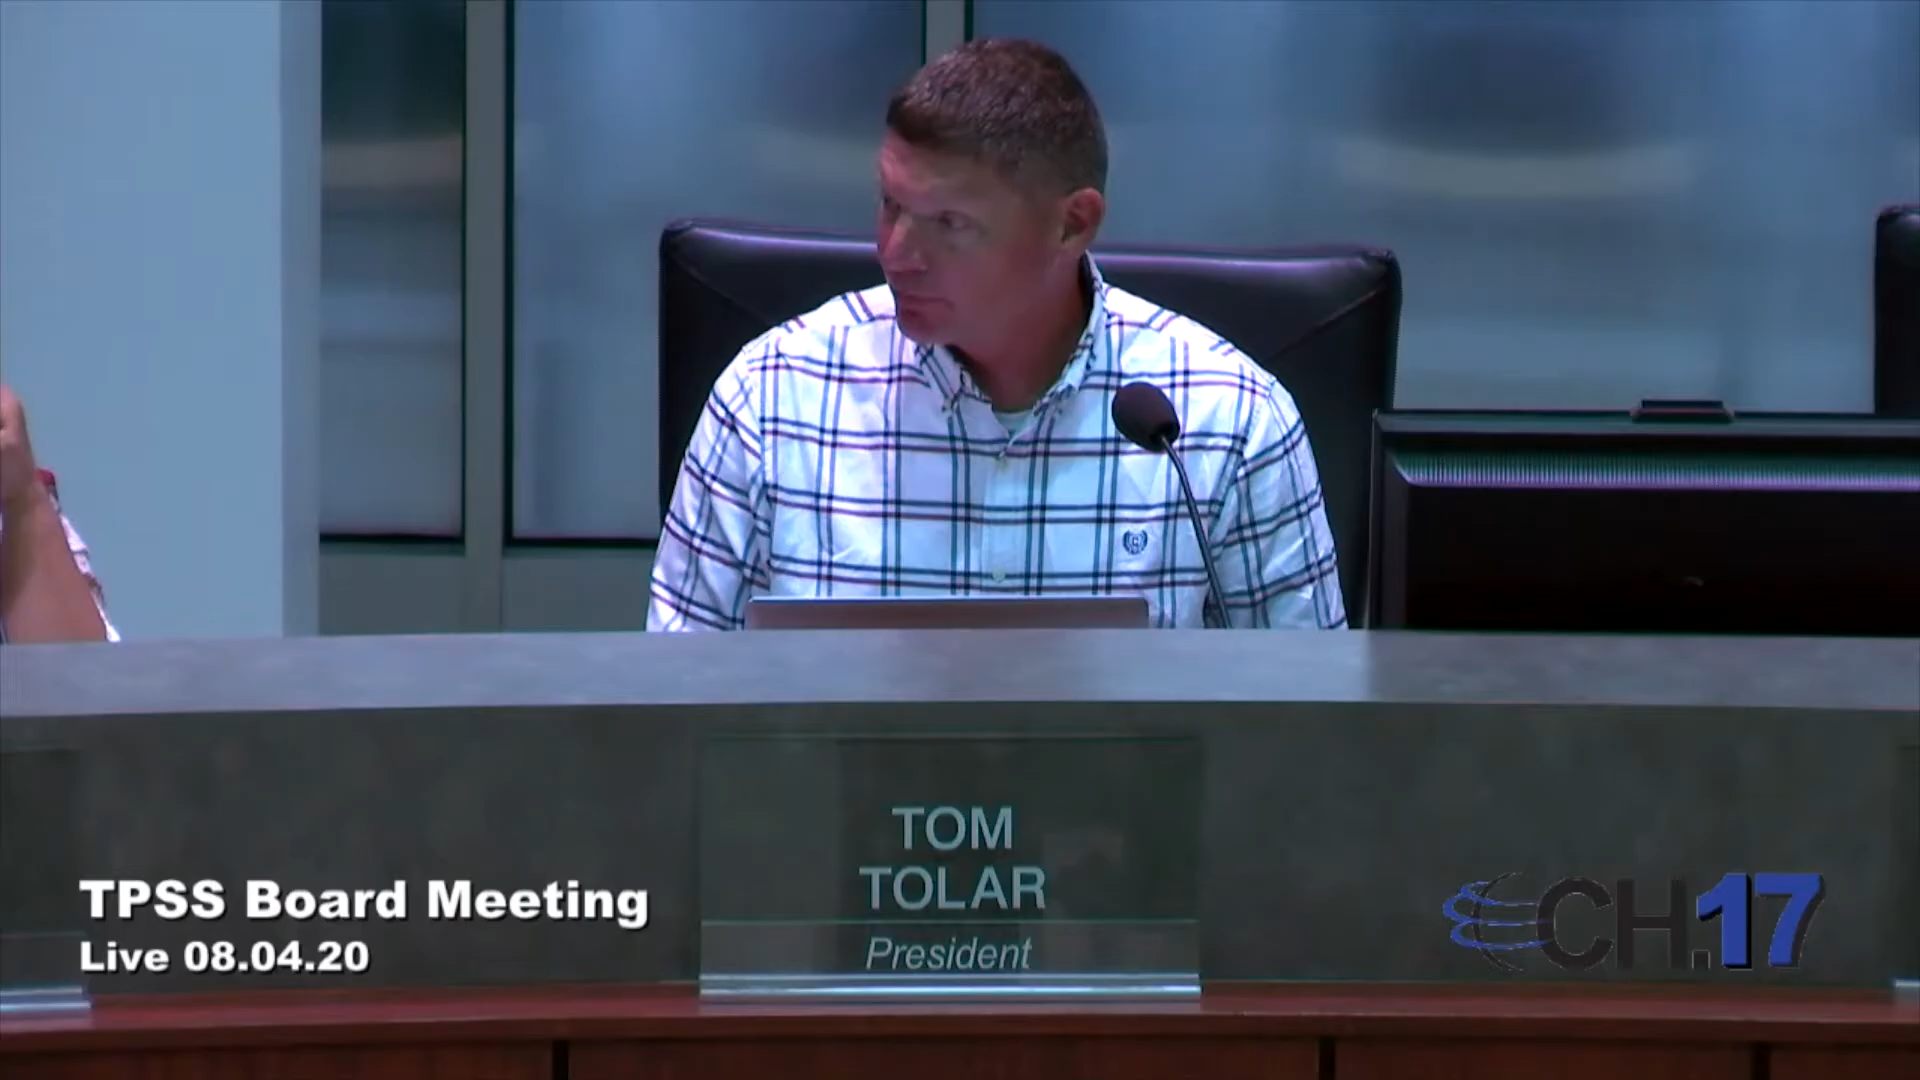 TOM
TOLAR
President
TPSS Board Meeting
Live 08.04.20
CH.17